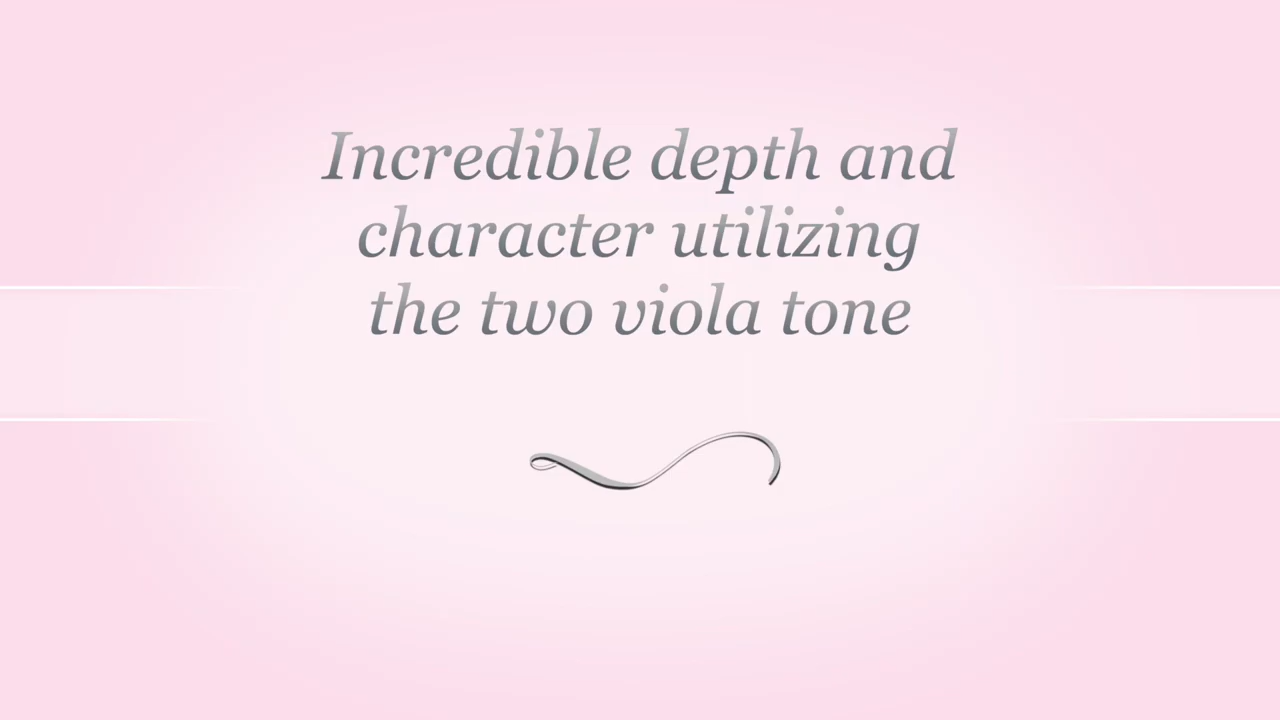 Incredible depth and
character utilizing
the two viola tone